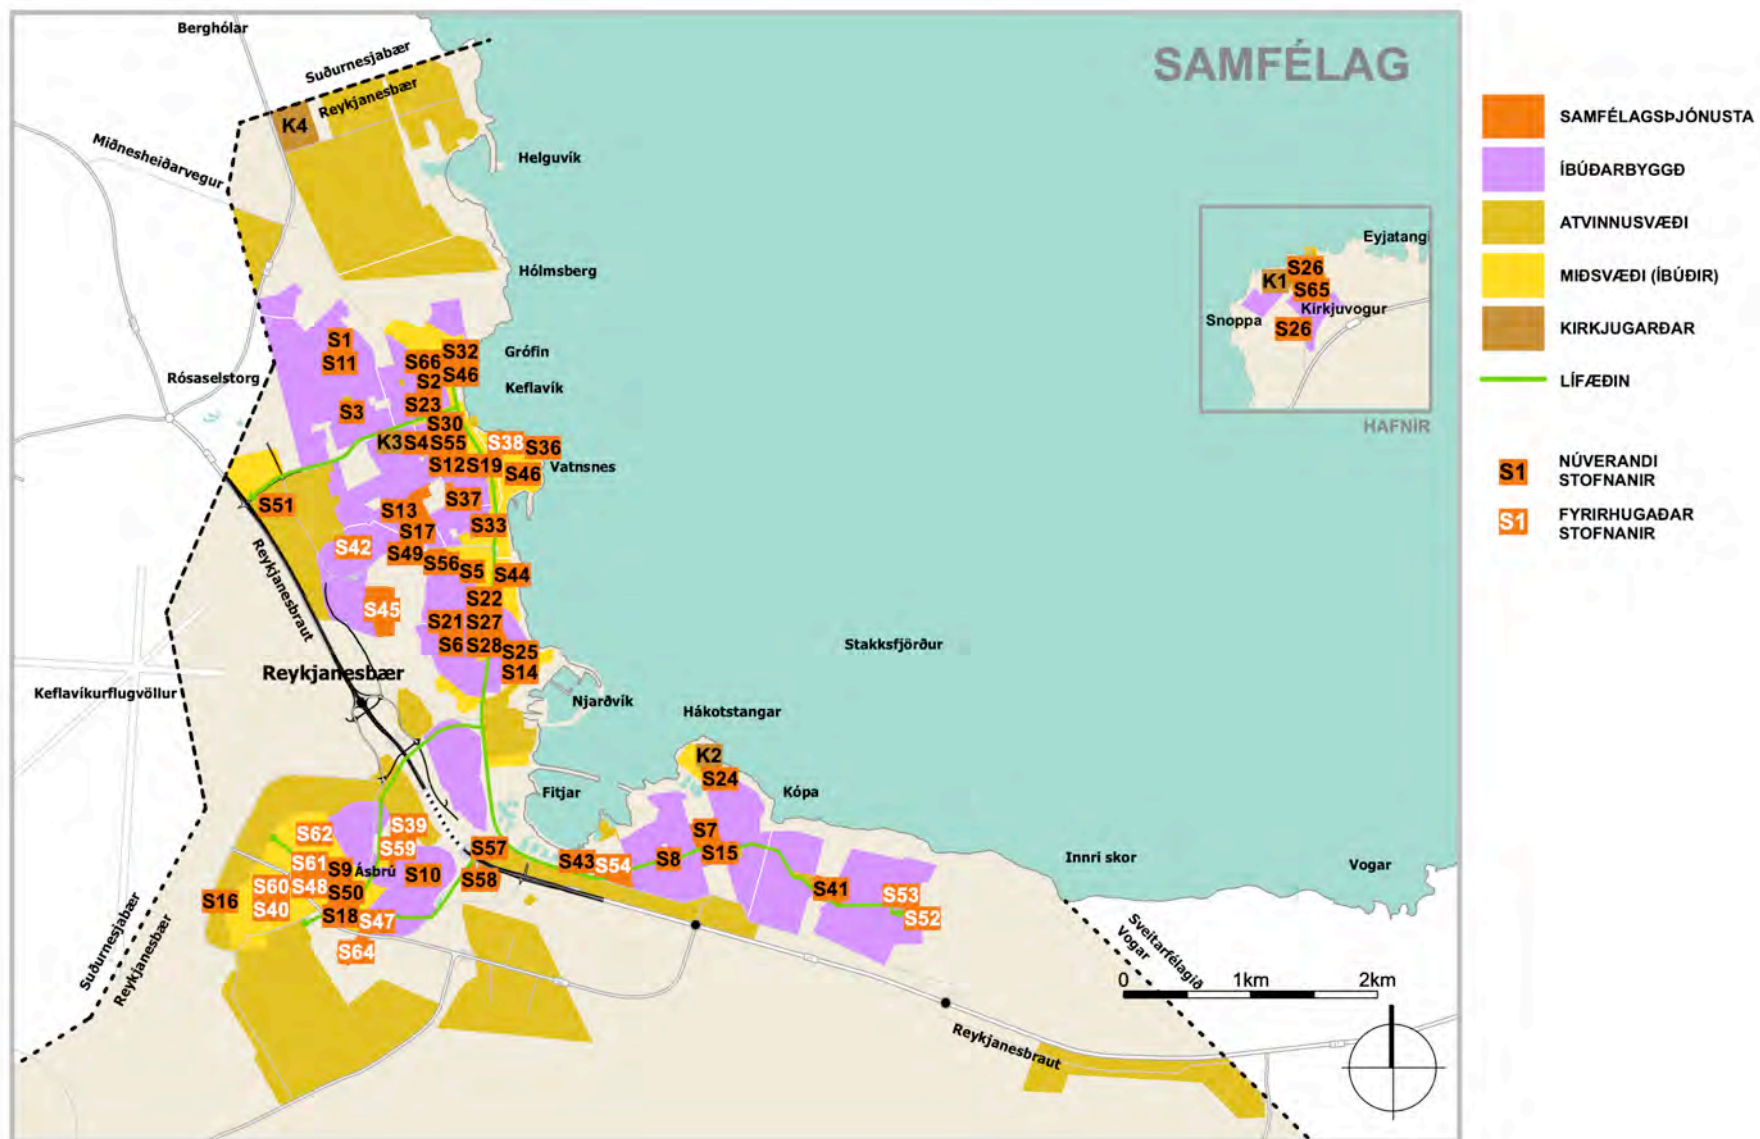 SAMFÉLAG
Berghólar
Suðurnesjabær
Reykjanesbær
K4
Miðnesheiðarvegur
Helguvík
Hólmsberg
Rósaselstorg
S1
S11
S3
S66
S32
S2
S46
S23
S30
Grófin
Keflavík
K3 S4 S55
S38
S36
S12 S19
S46
Vatnsnes
S51
S13
S37
S17
S33
S42
S49
S56
S5
S44
S45
S22
S21
S27
S6
S28
S25
S14
Reykjanesbraut
Reykjanesbær
Keflavíkurflugvöllur
Njarðvík
Stakksfjörður
Hákotstangar
K2
S24
Fitjar
Kópa
S62
S39
S59
S61
S9
Ásbrú
S10
S57
S58
S60
S48
S50
S16
S40
S18
S47
S64
S43
S54
S8
S7
S15
S41
S53
S52
Innri skor
Vogar
Suðurnesjabær
Reykjanesbær
Sveitarfélagið
Vogar
Reykjanesbraut
0 1km 2km
Eyjatangi
S26
K1
S65
Kirkjuvogur
Snoppa
S26
HAFNIR
SAMFÉLAGSÞJÓNUSTA
ÍBÚÐARBYGGÐ
ATVINNUSVÆÐI
MIÐSVÆÐI (ÍBÚÐIR)
KIRKJUGARÐAR
LÍFÆÐIN
S1 NÚVERANDI
STOFNANIR
S1 FYRIRHUGAÐAR
STOFNANIR